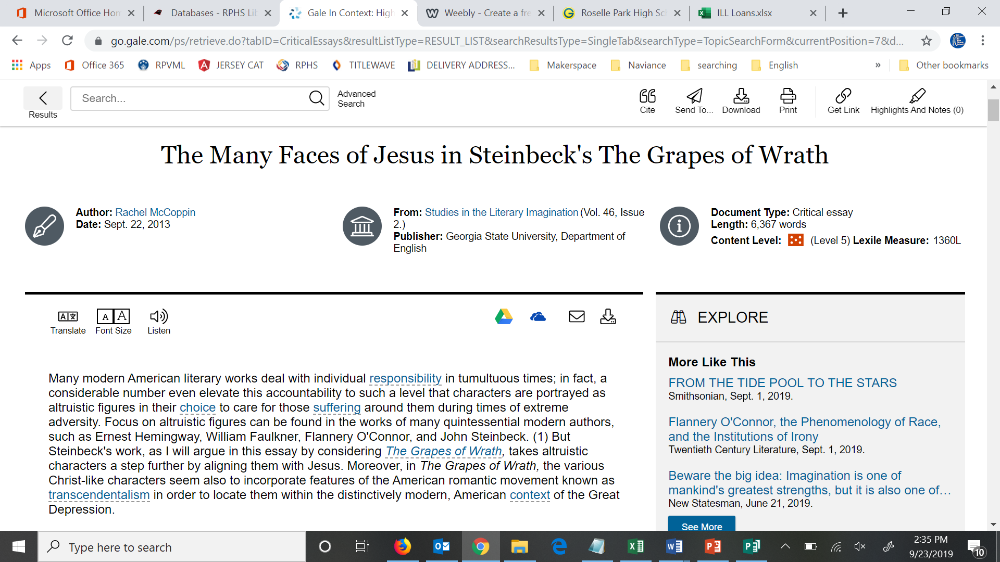 Microsoft Office Hon
Databases - RPHS Lib
Gale In Context: High
Weebly - Create a fre
Roselle Park High Sch
ILL Loans.xlsx
go.gale.com/ps/retrieve.do?tabID=CriticalEssays&resultListType=RESULT_LIST&searchResultsType=SingleTab&searchType=TopicSearchForm&currentPosition=7&d...
Apps Office 365 RPVML JERSEY CAT RPHS TITLEWAVE DELIVERY ADDRESS... Makerspace Naviance searching English » Other bookmarks
Results
Search...
Advanced
Search
Cite Send To... Download Print Get Link Highlights And Notes (0)
The Many Faces of Jesus in Steinbeck's The Grapes of Wrath
Author: Rachel McCoppin
Date: Sept. 22, 2013
From: Studies in the Literary Imagination (Vol. 46, Issue
2.)
Publisher: Georgia State University, Department of
English
Document Type: Critical essay
Length: 6,367 words
Content Level: (Level 5) Lexile Measure: 1360L
Translate Font Size Listen
Many modern American literary works deal with individual responsibility in tumultuous times; in fact, a
considerable number even elevate this accountability to such a level that characters are portrayed as
altruistic figures in their choice to care for those suffering around them during times of extreme
adversity. Focus on altruistic figures can be found in the works of many quintessential modern authors,
such as Ernest Hemingway, William Faulkner, Flannery O'Connor, and John Steinbeck. (1) But
Steinbeck's work, as I will argue in this essay by considering The Grapes of Wrath, takes altruistic
characters a step further by aligning them with Jesus. Moreover, in The Grapes of Wrath, the various
Christ-like characters seem also to incorporate features of the American romantic movement known as
transcendentalism in order to locate them within the distinctively modern, American context of the Great
Depression.
EXPLORE
More Like This
FROM THE TIDE POOL TO THE STARS
Smithsonian, Sept. 1, 2019.
Flannery O'Connor, the Phenomenology of Race,
and the Institutions of Irony
Twentieth Century Literature, Sept. 1, 2019.
Beware the big idea: Imagination is one of
mankind's greatest strengths, but it is also one of...
New Statesman, June 21, 2019.
See More
Type here to search
2:35 PM
9/23/2019
10